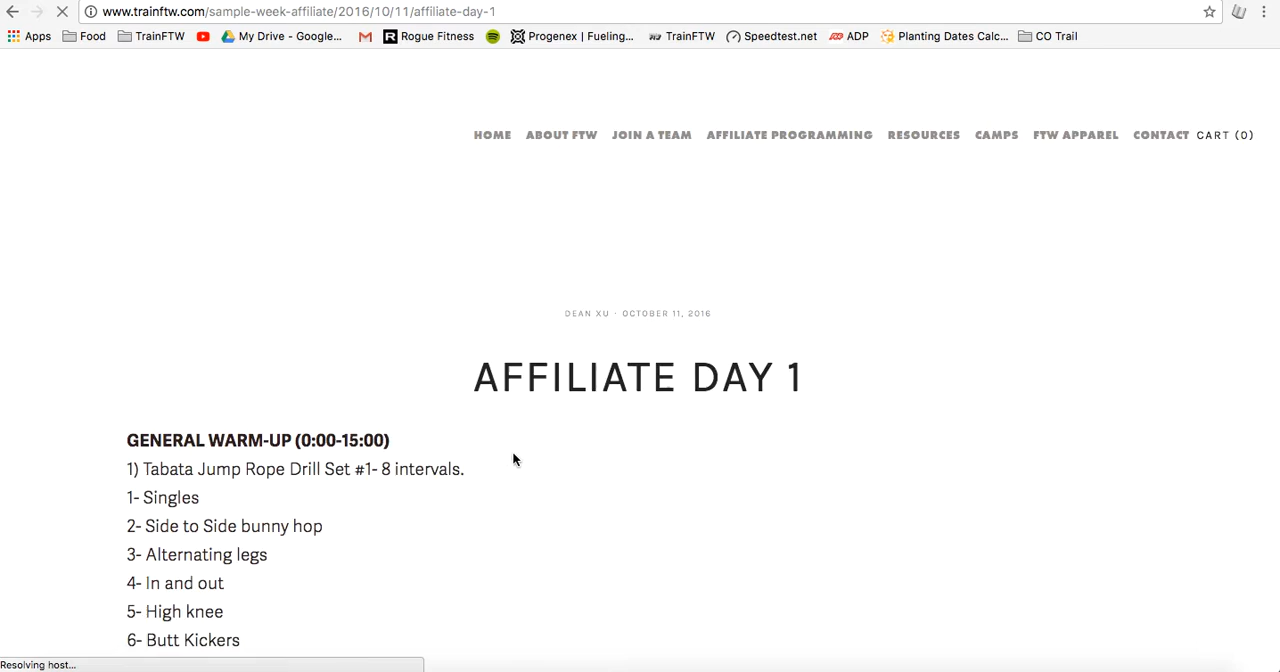 www.trainftw.com/sample-week-affiliate/2016/10/11/affiliate-day-1
Apps Food TrainFTW My Drive - Google... R Rogue Fitness Progenex | Fueling... TrainFTW Speedtest.net ADP Planting Dates Calc... CO Trail
HOME ABOUT FTW JOIN A TEAM AFFILIATE PROGRAMMING RESOURCES CAMPS FTW APPAREL CONTACT CART (0)
DEAN XU · OCTOBER 11, 2016
AFFILIATE DAY 1
GENERAL WARM-UP (0:00-15:00)
1) Tabata Jump Rope Drill Set #1- 8 intervals.
1- Singles
2- Side to Side bunny hop
3- Alternating legs
4- In and out
5- High knee
6- Butt Kickers
Resolving host...